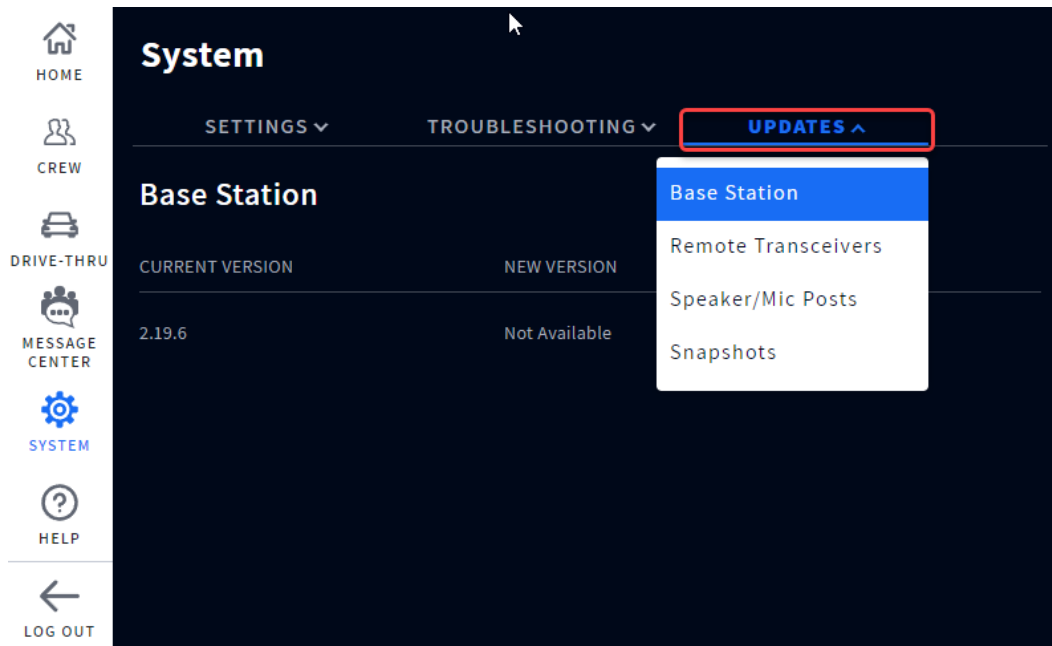 HOME
CREW
DRIVE-THRU
MESSAGE
CENTER
SYSTEM
HELP
LOG OUT
System
SETTINGS
TROUBLESHOOTING
UPDATES
Base Station
Remote Transceivers
Speaker/Mic Posts
Snapshots
Base Station
CURRENT VERSION
NEW VERSION
2.19.6
Not Available